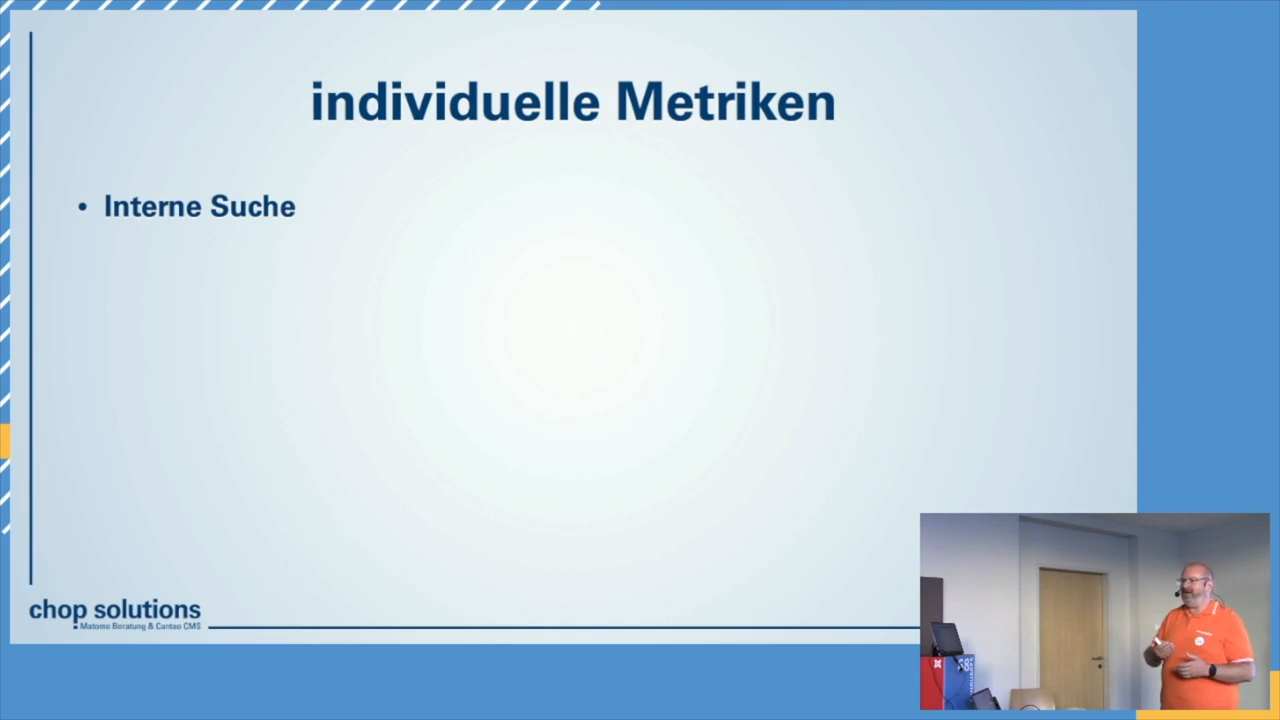 individuelle Metriken
• Interne Suche
chop solutions
Matomo Beratung & Contao CMS